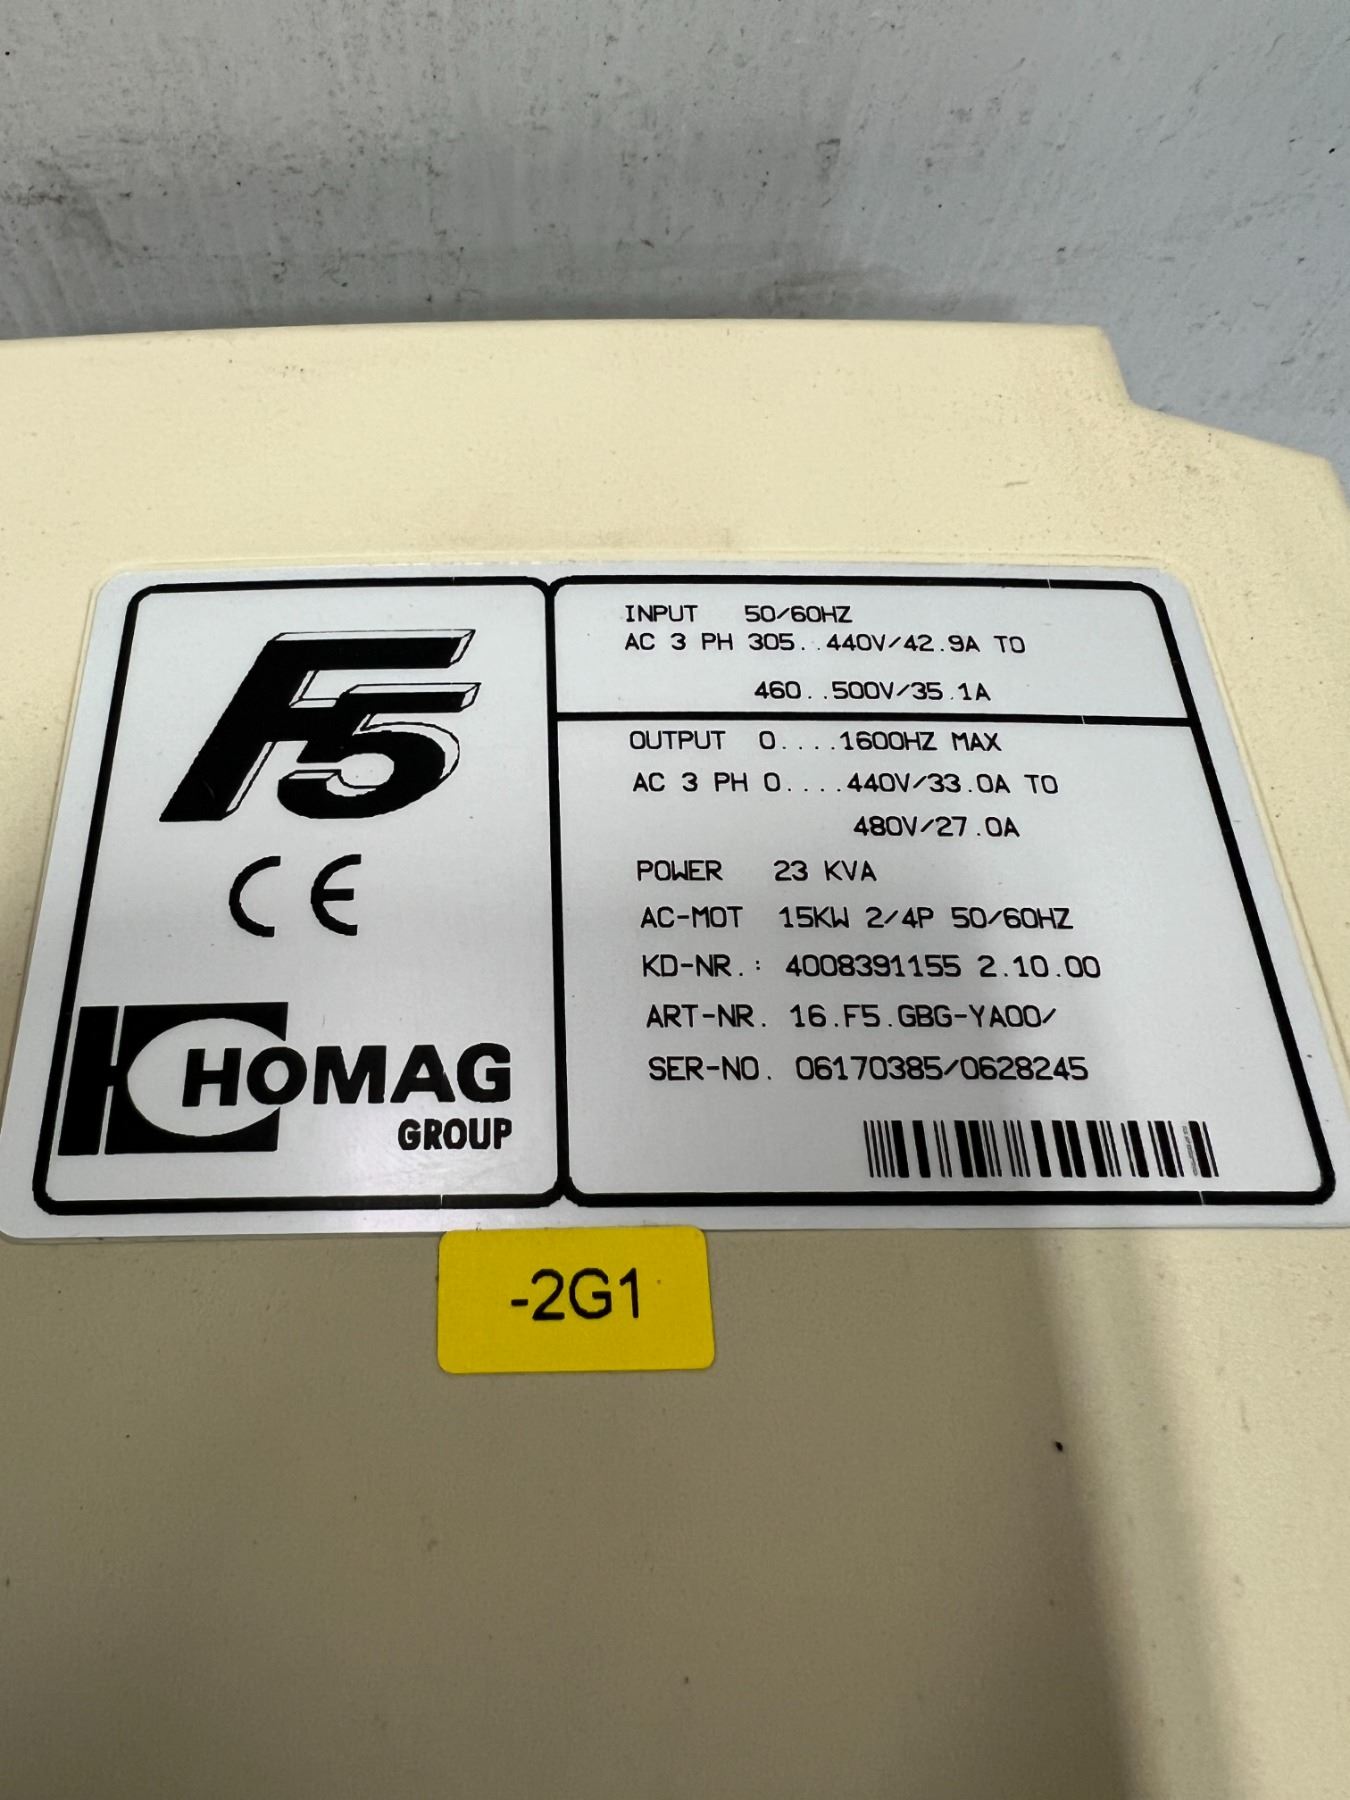 F5
CE
HOMAG
GROUP
INPUT 50/60HZ
AC 3 PH 305..440V/42.9A TO
460..500V/35.1A
OUTPUT 0....1600HZ MAX
AC 3 PH 0....440V/33.0A TO
480V/27.0A
POWER 23 KVA
AC-MOT 15KW 2/4P 50/60HZ
KD-NR.: 4008391155 2.10.00
ART-NR. 16.F5.GBG-YA00/
SER-NO. 06170385/0628245
-2G1